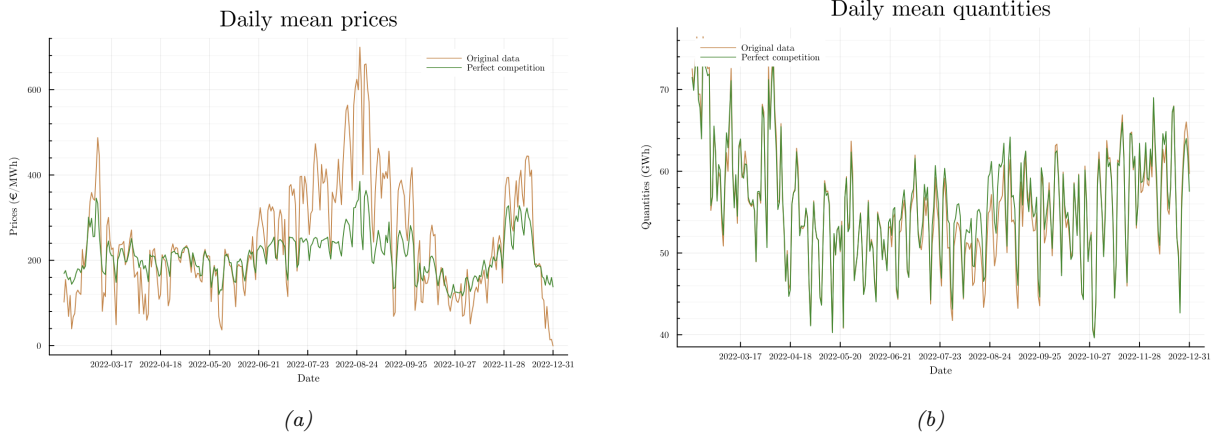 Daily mean prices
Original data
Perfect competition
600
400
200
0
Prices (€/MWh)
2022-03-17 2022-04-18 2022-05-20 2022-06-21 2022-07-23 2022-08-24 2022-09-25 2022-10-27 2022-11-28 2022-12-31
Date
(a)
Daily mean quantities
Original data
Perfect competition
70
60
50
40
Quantities (GWh)
2022-03-17 2022-04-18 2022-05-20 2022-06-21 2022-07-23 2022-08-24 2022-09-25 2022-10-27 2022-11-28 2022-12-31
Date
(b)